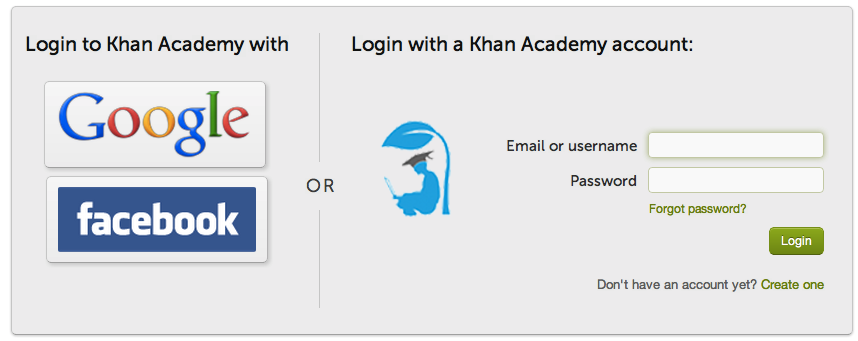 Login to Khan Academy with
Google
facebook
OR
Login with a Khan Academy account:
Email or username
Password
Forgot password?
Login
Don't have an account yet? Create one